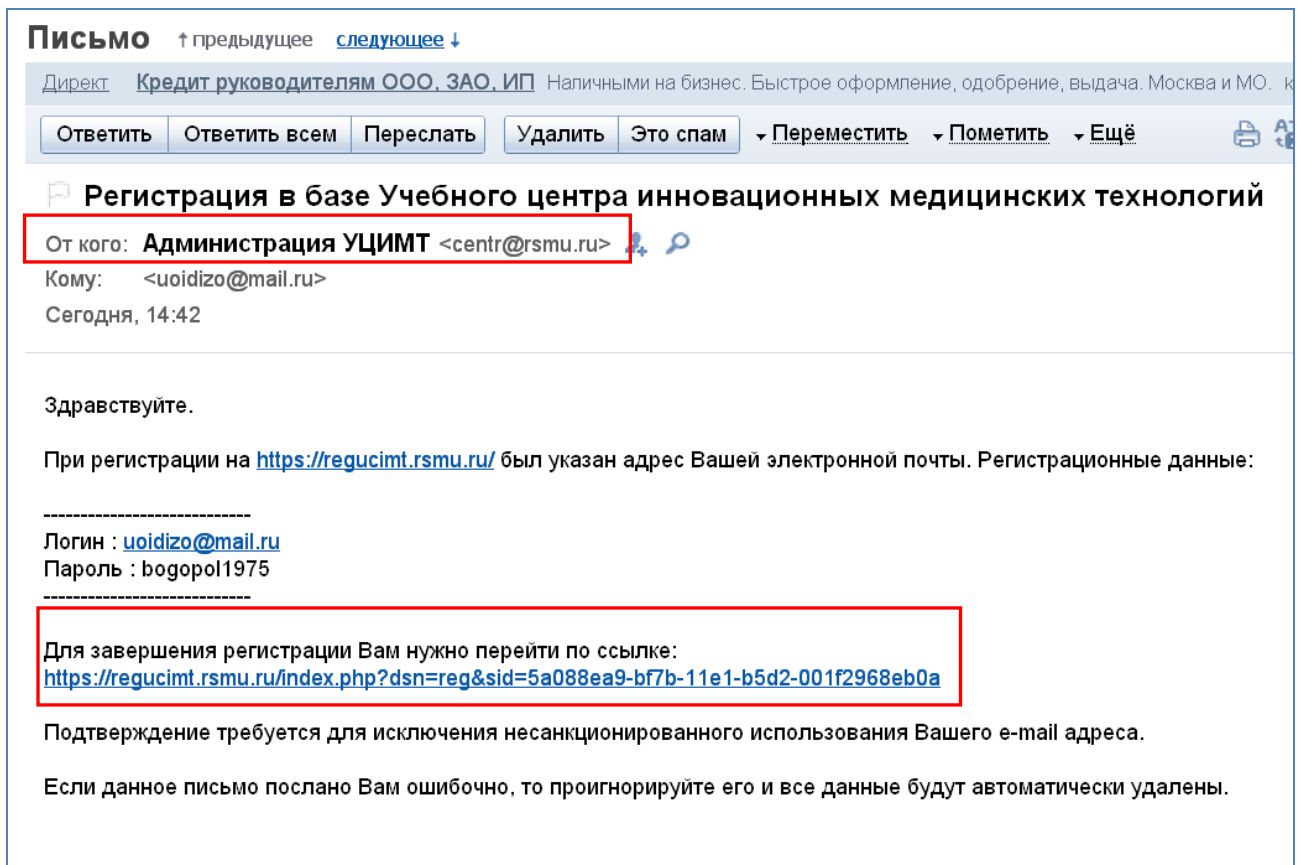 Письмо ↑ предыдущее следующее ↓
Директ Кредит руководителям ООО, ЗАО, ИП Наличными на бизнес. Быстрое оформление, одобрение, выдача. Москва и МО.
Ответить Ответить всем Переслать Удалить Это спам Переместить Пометить Ещё
Регистрация в базе Учебного центра инновационных медицинских технологий
От кого: Администрация УЦИМТ <centr@rsmu.ru>
Кому: <uoidizo@mail.ru>
Сегодня, 14:42
Здравствуйте.
При регистрации на https://regucimt.rsmu.ru/ был указан адрес Вашей электронной почты. Регистрационные данные:
----------------------------
Логин : uoidizo@mail.ru
Пароль : bogopol1975
----------------------------
Для завершения регистрации Вам нужно перейти по ссылке:
https://regucimt.rsmu.ru/index.php?dsn=reg&sid=5a088ea9-bf7b-11e1-b5d2-001f2968eb0a
Подтверждение требуется для исключения несанкционированного использования Вашего e-mail адреса.
Если данное письмо послано Вам ошибочно, то проигнорируйте его и все данные будут автоматически удалены.